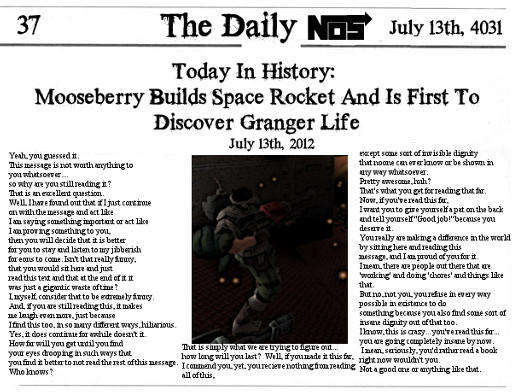 37
The Daily NOS
July 13th, 4031
Today In History:
Mooseberry Builds Space Rocket And Is First To
Discover Granger Life
July 13th, 2012
Yeah, you guessed it.
This message is not worth anything to
you whatsoever...
so why are you still reading it?
That is an excellent question.
Well, I have found out that if I just continue
on with the message and act like
I am saying something important or act like
I am proving something to you,
then you will decide that it is better
for you to stay and listen to my jibberish
for eons to come. Isn't that really funny,
that you would sit here and just
read this text and that at the end of it it
was just a gigantic waste of time?
I, myself, consider that to be extremely funny.
And, if you are still reading this, it makes
me laugh even more, just because
I find this too, in so many different ways, hiliarious.
Yes, it does continue for awhile doesn't it.
How far will you get until you find
your eyes drooping in such ways that
you find it better to not read the rest of this message.
Who knows?
That is simply what we are trying to figure out...
how long will you last? Well, if you made it this far,
I commend you, yet, you recieve nothing from reading
all of this,
except some sort of invisible dignity
that noone can ever know or be shown in
any way whatsoever.
Pretty awesome, huh?
That's what you get for reading that far.
Now, if you've read this far,
I want you to give yourself a pat on the back
and tell yourself "Good job!" because you
deserve it.
You really are making a difference in the world
by sitting here and reading this
message, and I am proud of you for it.
I mean, there are people out there that are
'working' and doing 'chores' and things like
that.
But no, not you, you refuse in every way
possible in existence to do
something because you also find some sort of
insane dignity out of that too.
I know, this is crazy...you've read this far...
you are going completely insane by now.
I mean, seriously, you'd rather read a book
right now wouldn't you.
Not a good one or anything like that.